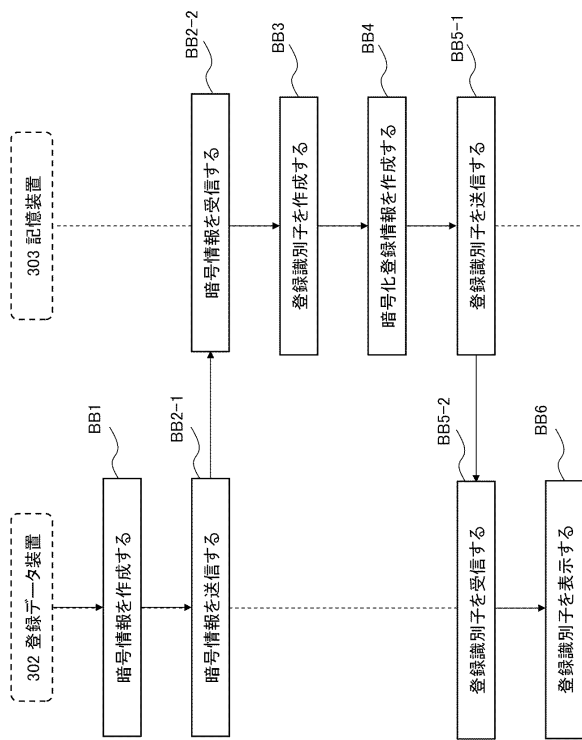 302 登録データ装置
303 記憶装置
BB1
暗号情報を作成する
BB2-1
暗号情報を送信する
BB2-2
暗号情報を受信する
BB3
登録識別子を作成する
BB4
暗号化登録情報を作成する
BB5-1
登録識別子を送信する
BB5-2
登録識別子を受信する
BB6
登録識別子を表示する